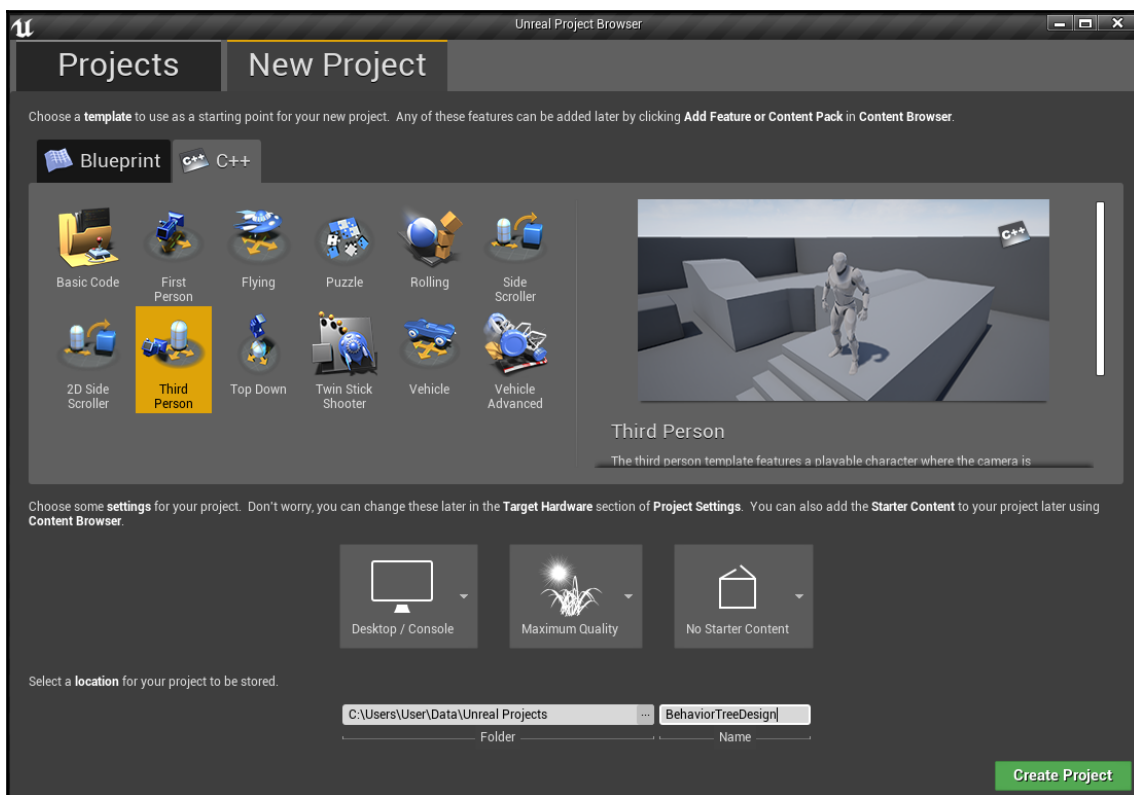 Unreal Project Browser
Projects
New Project
Choose a template to use as a starting point for your new project. Any of these features can be added later by clicking Add Feature or Content Pack in Content Browser.
Blueprint
C++
C++
Basic Code
First
Person
Flying
Puzzle
Rolling
Side
Scroller
2D Side
Scroller
Third
Person
Top Down
Twin Stick
Shooter
Vehicle
Vehicle
Advanced
C++
Third Person
The third person template features a playable character where the camera is
Choose some settings for your project. Don't worry, you can change these later in the Target Hardware section of Project Settings. You can also add the Starter Content to your project later using
Content Browser.
Desktop / Console
Maximum Quality
No Starter Content
Select a location for your project to be stored.
C:\Users\User\Data\Unreal Projects
...
BehaviorTreeDesign
Folder
Name
Create Project